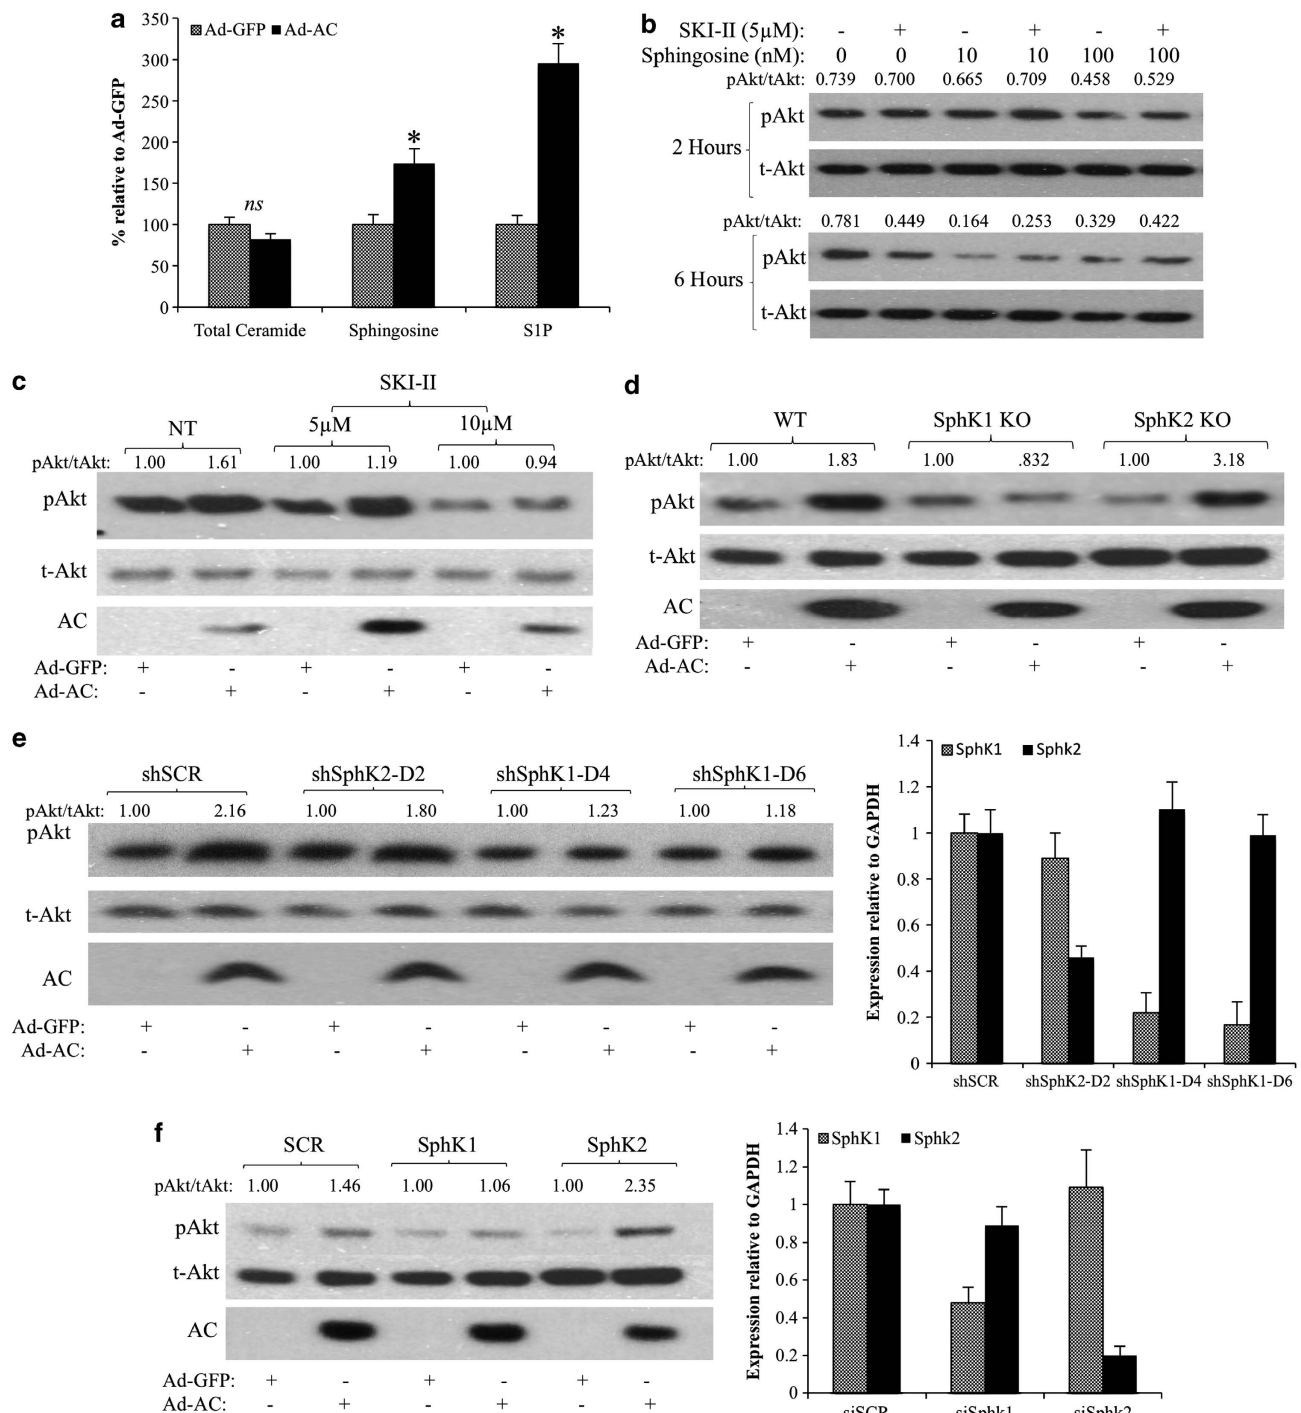 a
350
300
250
200
150
100
50
0
% relative to Ad-GFP
Ad-GFP Ad-AC
ns
*
*
Total Ceramide Sphingosine S1P
b
SKI-II (5µM): - + - + - +
Sphingosine (nM): 0 0 10 10 100 100
pAkt/tAkt: 0.739 0.700 0.665 0.709 0.458 0.529
2 Hours
pAkt
t-Akt
pAkt/tAkt: 0.781 0.449 0.164 0.253 0.329 0.422
6 Hours
pAkt
t-Akt
c
SKI-II
NT 5µM 10µM
pAkt/tAkt: 1.00 1.61 1.00 1.19 1.00 0.94
pAkt
t-Akt
AC
Ad-GFP: + - + - + -
Ad-AC: - + - + - +
d
WT SphK1 KO SphK2 KO
pAkt/tAkt: 1.00 1.83 1.00 .832 1.00 3.18
pAkt
t-Akt
AC
Ad-GFP: + - + - + -
Ad-AC: - + - + - +
e
shSCR shSphK2-D2 shSphK1-D4 shSphK1-D6
pAkt/tAkt: 1.00 2.16 1.00 1.80 1.00 1.23 1.00 1.18
pAkt
t-Akt
AC
Ad-GFP: + - + - + - + -
Ad-AC: - + - + - + - +
1.4
1.2
1
0.8
0.6
0.4
0.2
0
Expression relative to GAPDH
SphK1 Sphk2
shSCR shSphK2-D2 shSphK1-D4 shSphK1-D6
f
SCR SphK1 SphK2
pAkt/tAkt: 1.00 1.46 1.00 1.06 1.00 2.35
pAkt
t-Akt
AC
Ad-GFP: + - + - + -
Ad-AC: - + - + - +
1.4
1.2
1
0.8
0.6
0.4
0.2
0
Expression relative to GAPDH
SphK1 Sphk2
siSCR siSphk1 siSphk2